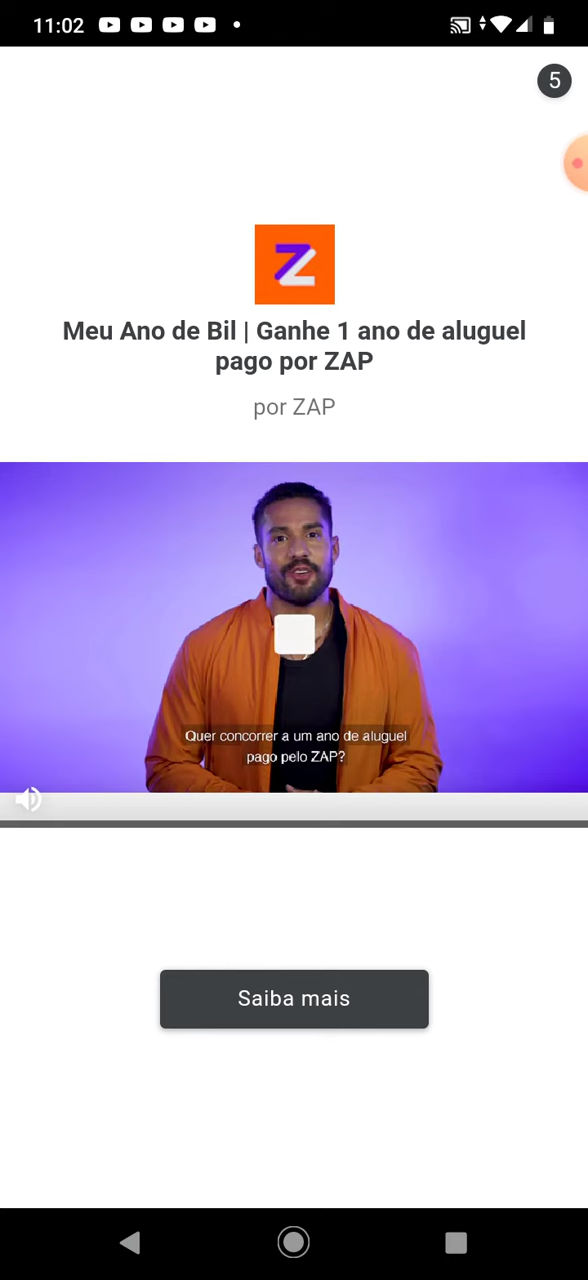 11:02
5
Z
Meu Ano de Bil | Ganhe 1 ano de aluguel
pago por ZAP
por ZAP
Quer concorrer a um ano de aluguel
pago pelo ZAP?
Saiba mais